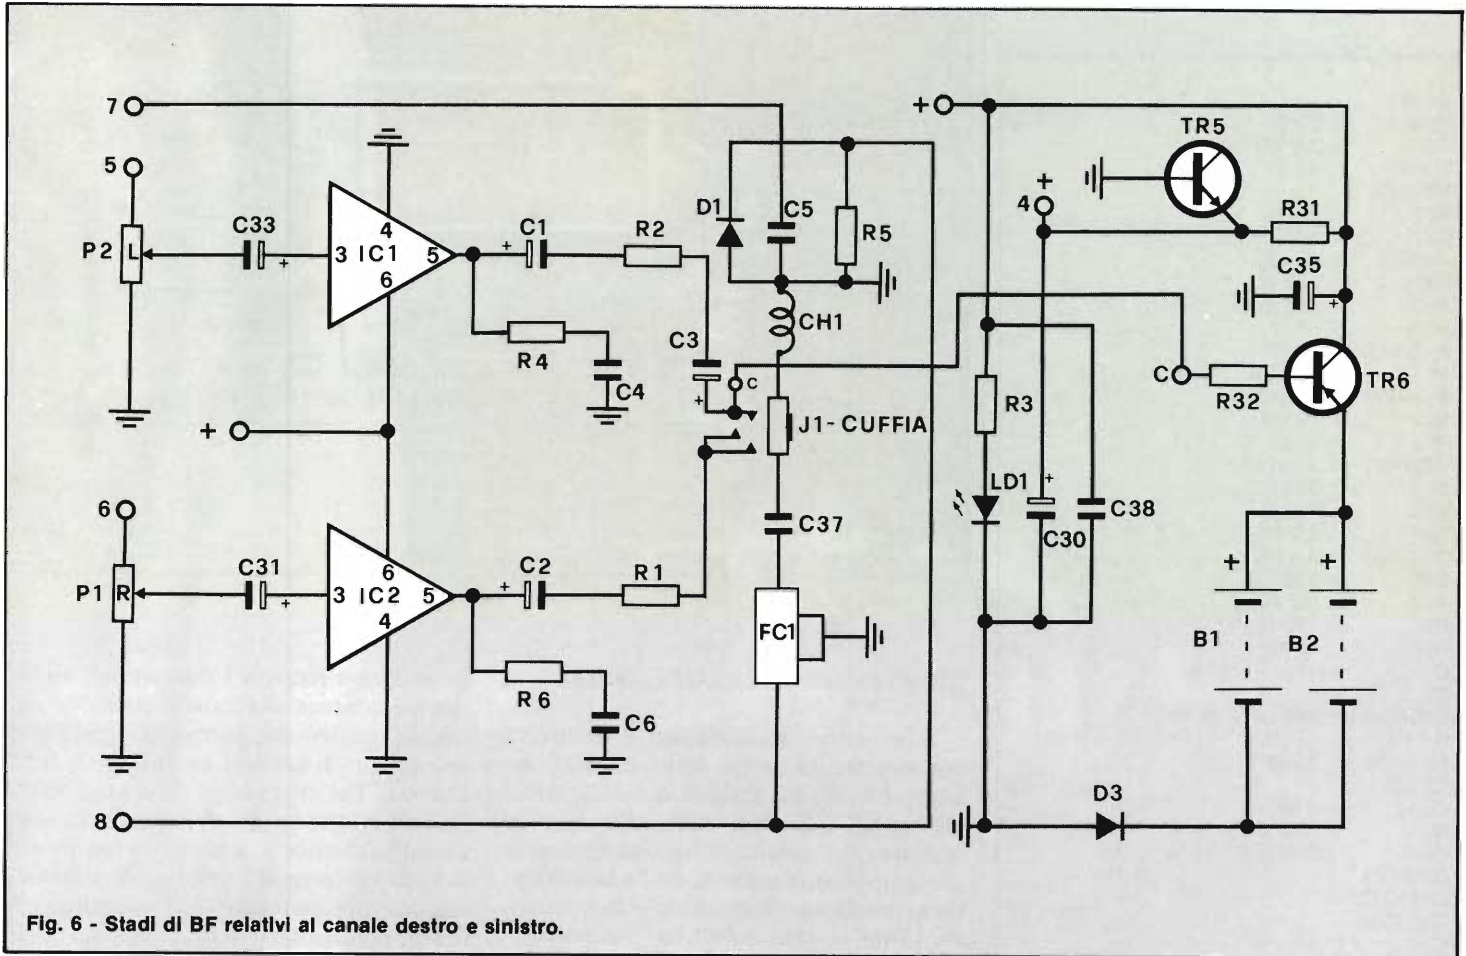 7
+
TR5
5
+
4
D1
C5
R31
P2
L
C33
+
3
IC1
4
5
6
+
C1
R2
R5
C35
+
R4
C4
C3
+
C
CH1
C
R32
TR6
+
J1- CUFFIA
R3
6
LD1
+
C30
C38
C37
P1
R
C31
+
3
IC2
6
5
4
+
C2
R1
FC1
+
+
B1
B2
R6
C6
8
D3
Fig. 6 - Stadi di BF relativi al canale destro e sinistro.